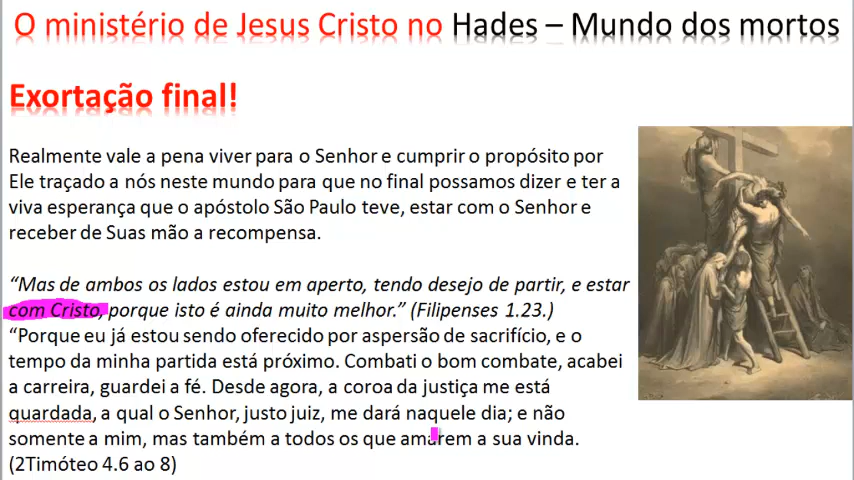 O ministério de Jesus Cristo no Hades – Mundo dos mortos
Exortação final!
Realmente vale a pena viver para o Senhor e cumprir o propósito por
Ele traçado a nós neste mundo para que no final possamos dizer e ter a
viva esperança que o apóstolo São Paulo teve, estar com o Senhor e
receber de Suas mão a recompensa.
“Mas de ambos os lados estou em aperto, tendo desejo de partir, e estar
com Cristo, porque isto é ainda muito melhor.” (Filipenses 1.23.)
“Porque eu já estou sendo oferecido por aspersão de sacrifício, e o
tempo da minha partida está próximo. Combati o bom combate, acabei
a carreira, guardei a fé. Desde agora, a coroa da justiça me está
quardada, a qual o Senhor, justo juiz, me dará naquele dia; e não
somente a mim, mas também a todos os que amarem a sua vinda.
(2Timóteo 4.6 ao 8)